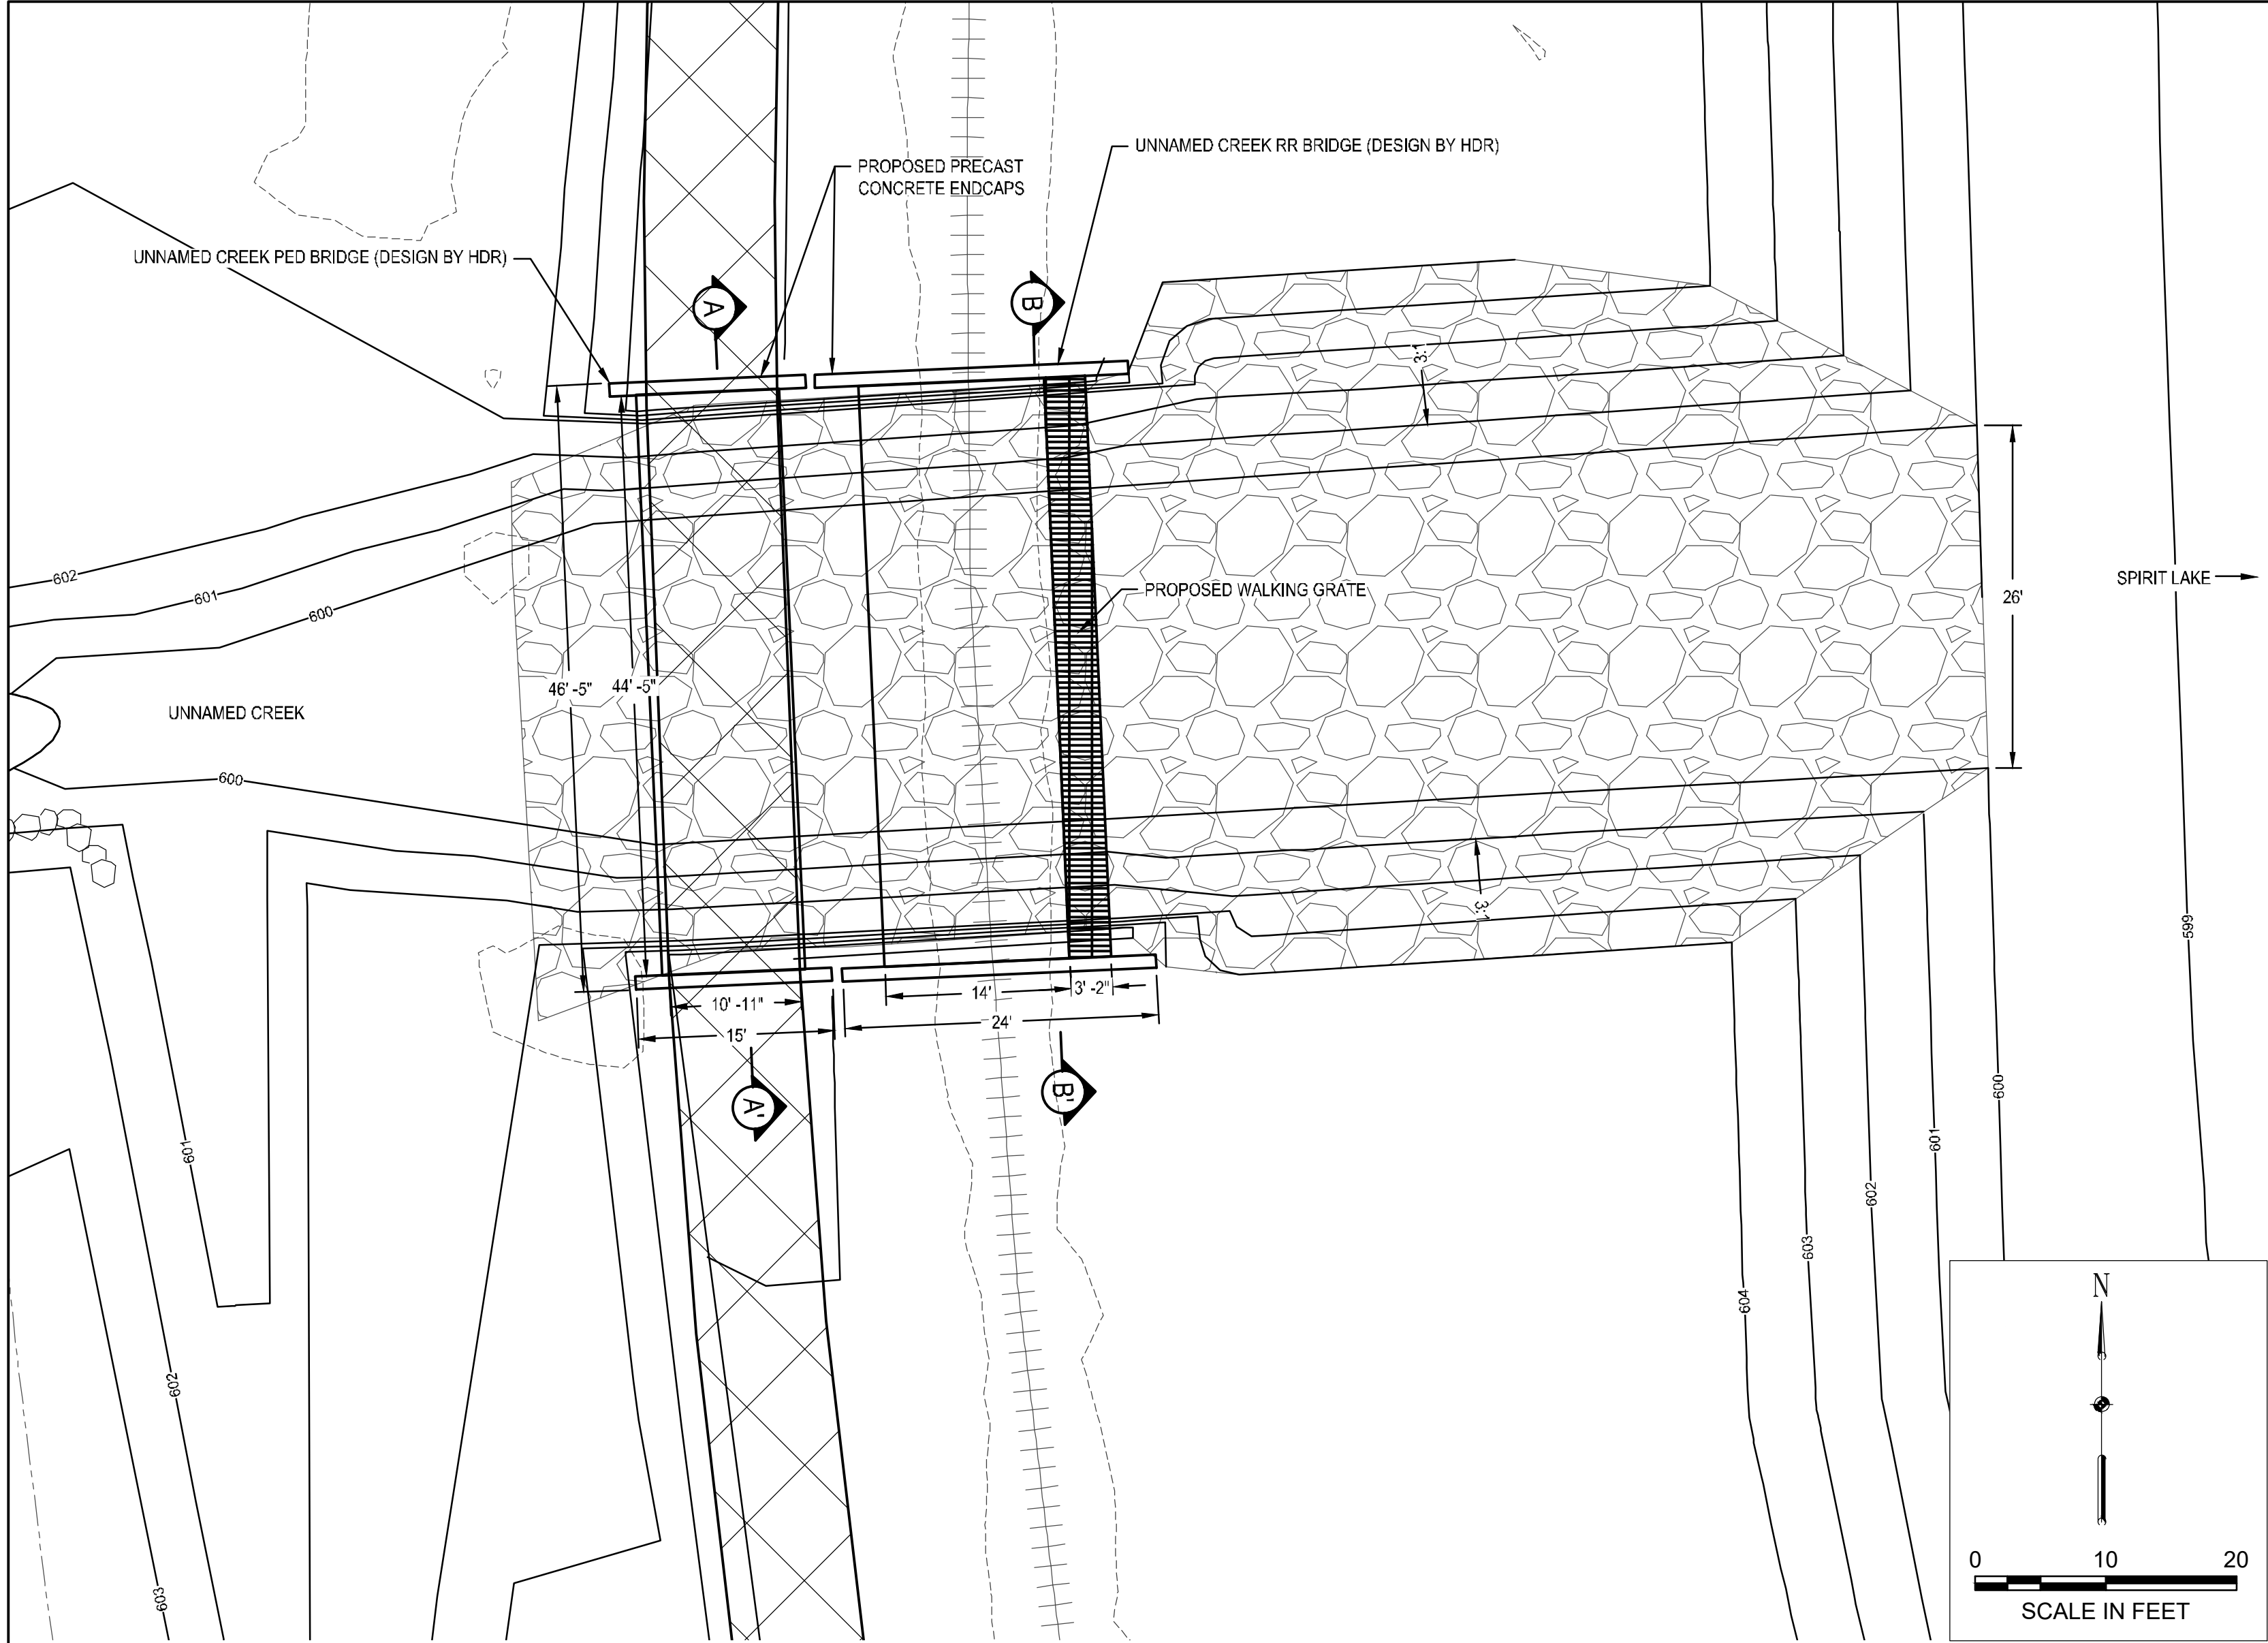 PROPOSED PRECAST
CONCRETE ENDCAPS
UNNAMED CREEK RR BRIDGE (DESIGN BY HDR)
UNNAMED CREEK PED BRIDGE (DESIGN BY HDR)
A
B
3:1
602
601
600
PROPOSED WALKING GRATE
SPIRIT LAKE
26'
46' -5"
44' -5"
UNNAMED CREEK
600
3:1
599
10' -11"
14'
3' -2"
15'
24'
A'
B'
601
602
603
600
601
602
603
604
N
0 10 20
SCALE IN FEET